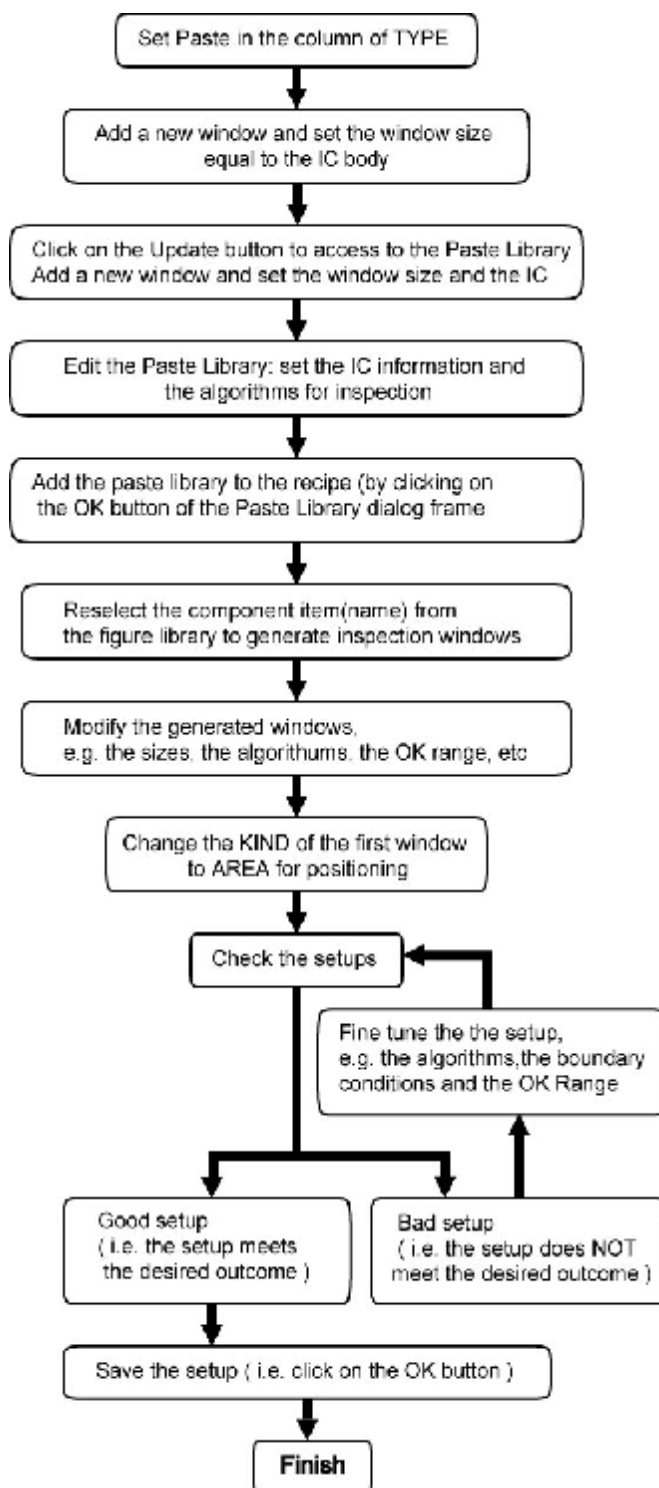 Set Paste in the column of TYPE
Add a new window and set the window size
equal to the IC body
Click on the Update button to access to the Paste Library
Add a new window and set the window size and the IC
Edit the Paste Library: set the IC information and
the algorithms for inspection
Add the paste library to the recipe (by clicking on
the OK button of the Paste Library dialog frame
Reselect the component item(name) from
the figure library to generate inspection windows
Modify the generated windows,
e.g. the sizes, the algorithums, the OK range, etc
Change the KIND of the first window
to AREA for positioning
Check the setups
Fine tune the the setup,
e.g. the algorithms,the boundary
conditions and the OK Range
Good setup
( i.e. the setup meets
the desired outcome )
Bad setup
( i.e. the setup does NOT
meet the desired outcome )
Save the setup ( i.e. click on the OK button )
Finish